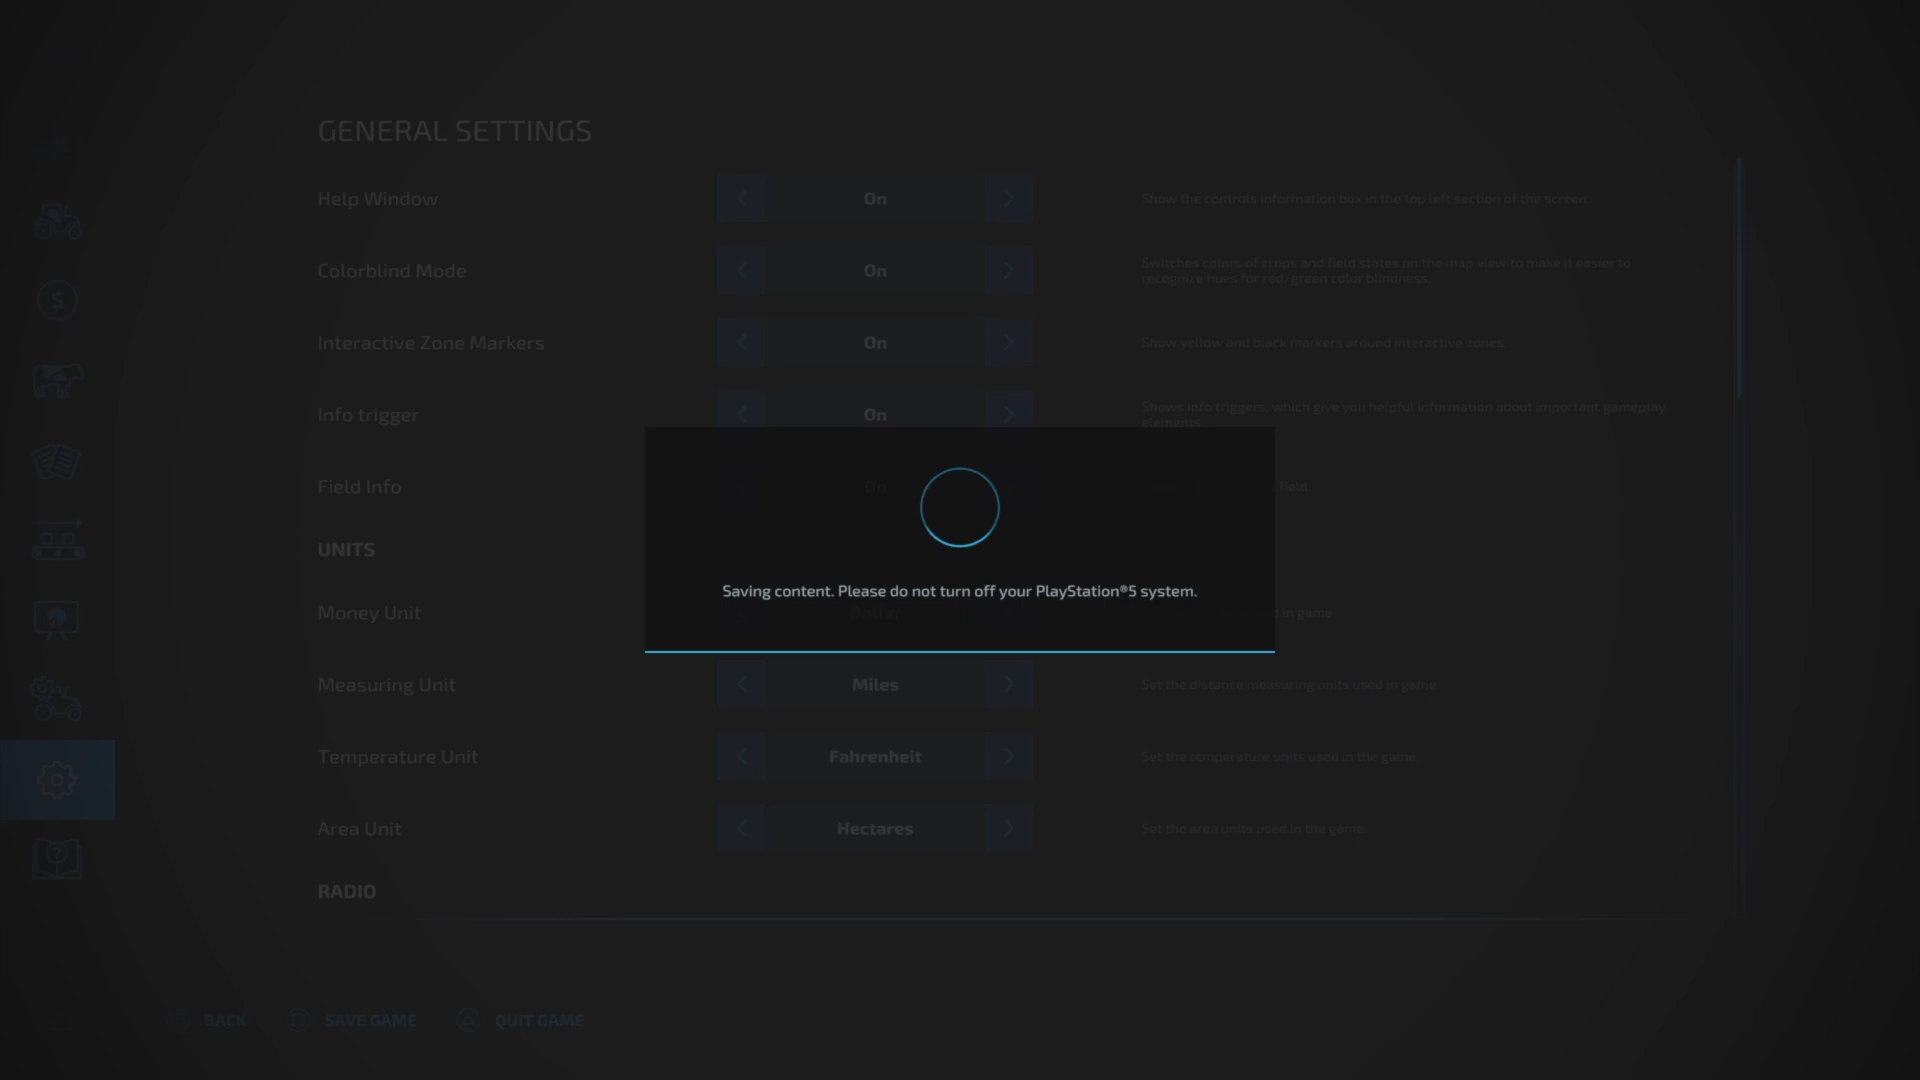 GENERAL SETTINGS
Help Window
On
Show the controls information box in the top left section of the screen.
Colorblind Mode
On
Switches colors of crops and field states on the map view to make it easier to
recognize hues for red/green color blindness.
Interactive Zone Markers
On
Show yellow and black markers around interactive zones.
Info trigger
On
Shows info triggers, which give you helpful information about important gameplay
elements.
Field Info
On
field.
UNITS
Saving content. Please do not turn off your PlayStation®5 system.
Money Unit
Dollar
in game.
Measuring Unit
Miles
Set the distance measuring units used in game.
Temperature Unit
Fahrenheit
Set the temperature units used in the game.
Area Unit
Hectares
Set the area units used in the game.
RADIO
BACK
SAVE GAME
QUIT GAME